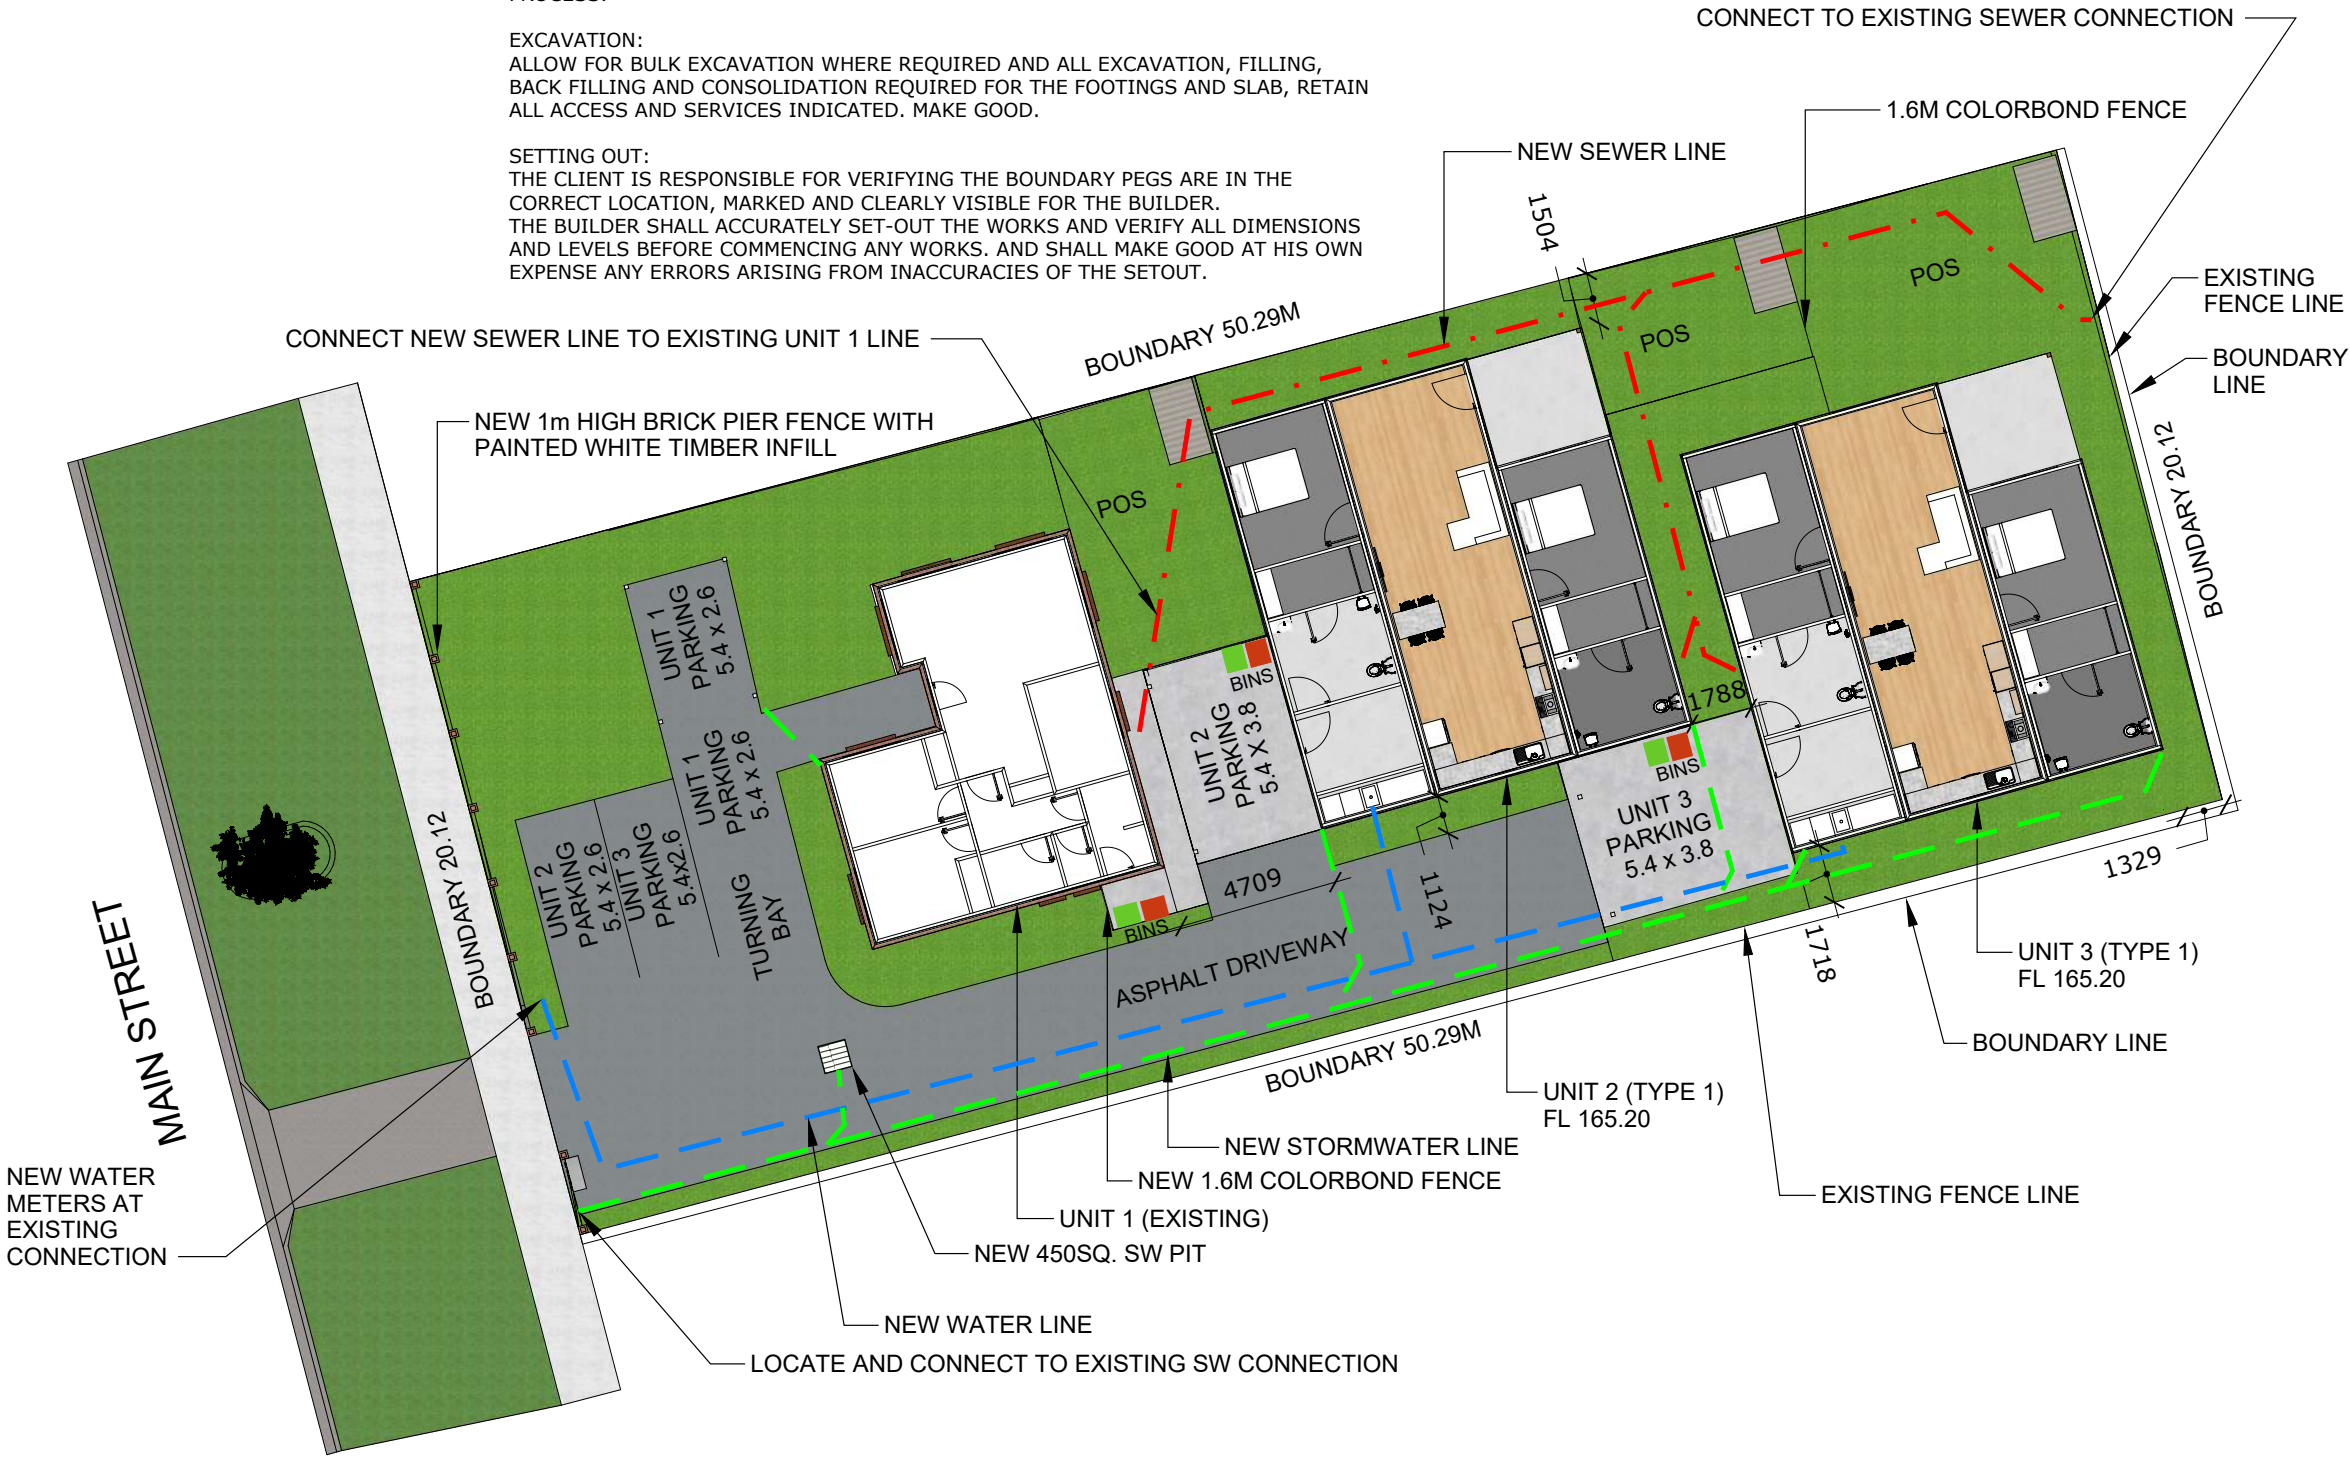 EXCAVATION:
ALLOW FOR BULK EXCAVATION WHERE REQUIRED AND ALL EXCAVATION, FILLING,
BACK FILLING AND CONSOLIDATION REQUIRED FOR THE FOOTINGS AND SLAB, RETAIN
ALL ACCESS AND SERVICES INDICATED. MAKE GOOD.
SETTING OUT:
THE CLIENT IS RESPONSIBLE FOR VERIFYING THE BOUNDARY PEGS ARE IN THE
CORRECT LOCATION, MARKED AND CLEARLY VISIBLE FOR THE BUILDER.
THE BUILDER SHALL ACCURATELY SET-OUT THE WORKS AND VERIFY ALL DIMENSIONS
AND LEVELS BEFORE COMMENCING ANY WORKS. AND SHALL MAKE GOOD AT HIS OWN
EXPENSE ANY ERRORS ARISING FROM INACCURACIES OF THE SETOUT.
CONNECT TO EXISTING SEWER CONNECTION
1.6M COLORBOND FENCE
NEW SEWER LINE
1504
POS
POS
EXISTING
FENCE LINE
BOUNDARY
LINE
BOUNDARY 20.12
BOUNDARY 50.29M
CONNECT NEW SEWER LINE TO EXISTING UNIT 1 LINE
NEW 1m HIGH BRICK PIER FENCE WITH
PAINTED WHITE TIMBER INFILL
POS
UNIT 1
PARKING
5.4 x 2.6
UNIT 1
PARKING
5.4 x 2.6
UNIT 2
PARKING
5.4 x 2.6
UNIT 3
PARKING
5.4x2.6
TURNING
BAY
BOUNDARY 20.12
MAIN STREET
BINS
UNIT 2
PARKING
5.4 X 3.8
BINS
4709
1788
BINS
UNIT 3
PARKING
5.4 x 3.8
1124
1718
1329
ASPHALT DRIVEWAY
BOUNDARY 50.29M
UNIT 3 (TYPE 1)
FL 165.20
BOUNDARY LINE
UNIT 2 (TYPE 1)
FL 165.20
EXISTING FENCE LINE
NEW STORMWATER LINE
NEW 1.6M COLORBOND FENCE
UNIT 1 (EXISTING)
NEW 450SQ. SW PIT
NEW WATER
METERS AT
EXISTING
CONNECTION
NEW WATER LINE
LOCATE AND CONNECT TO EXISTING SW CONNECTION